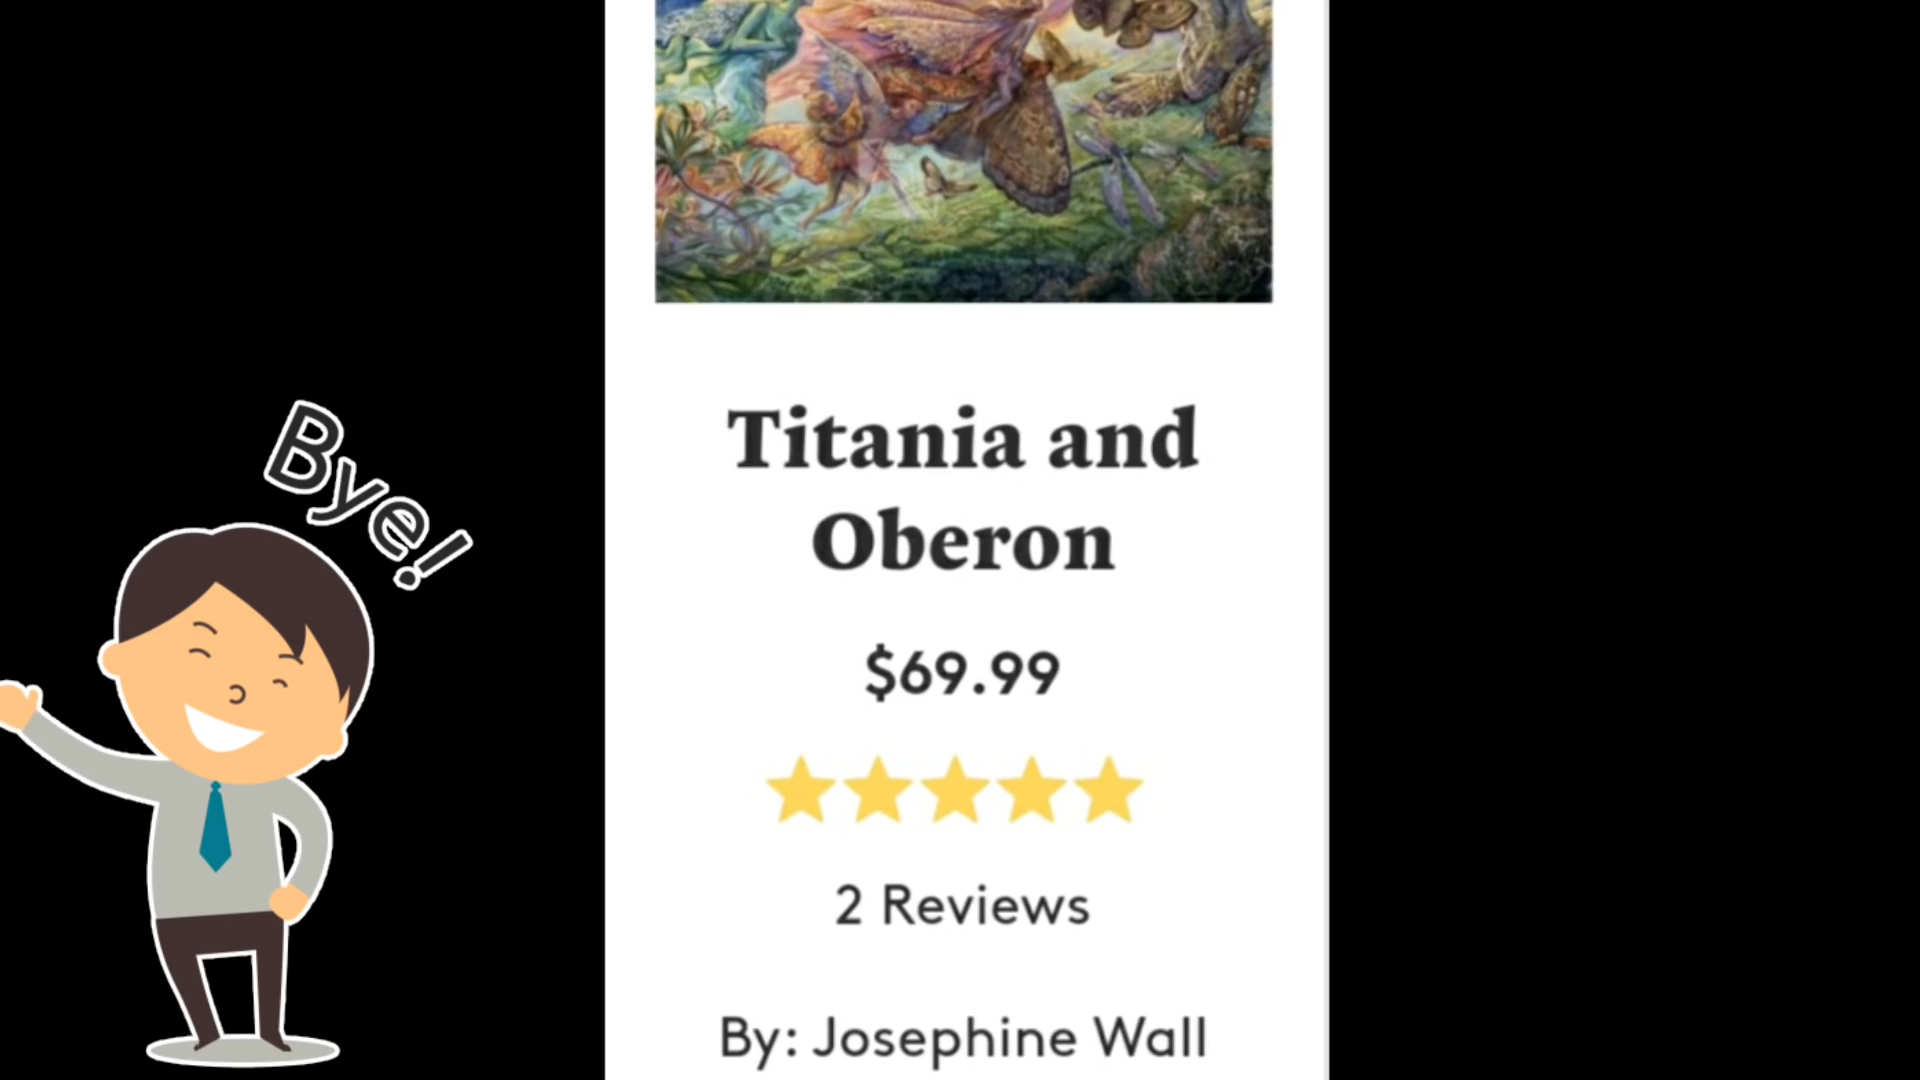 Bye!
Titania and
Oberon
$69.99
2 Reviews
By: Josephine Wall